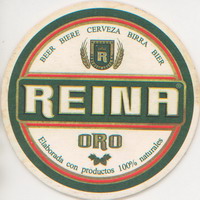 BEER BIERE CERVEZA BIRRA BIER
R
REINA
ORO
Elaborada con productos 100% naturales